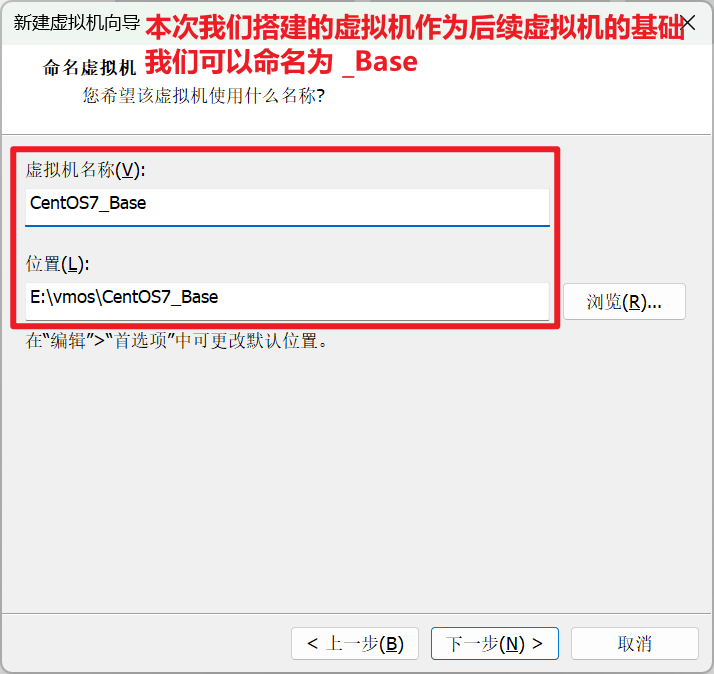 新建虚拟机向导
本次我们搭建的虚拟机作为后续虚拟机的基础
我们可以命名为 _Base
命名虚拟机
您希望该虚拟机使用什么名称?
虚拟机名称(V):
CentOS7_Base
位置(L):
E:\vmos\CentOS7_Base
浏览(R)...
在“编辑”>“首选项”中可更改默认位置。
< 上一步(B)
下一步(N) >
取消